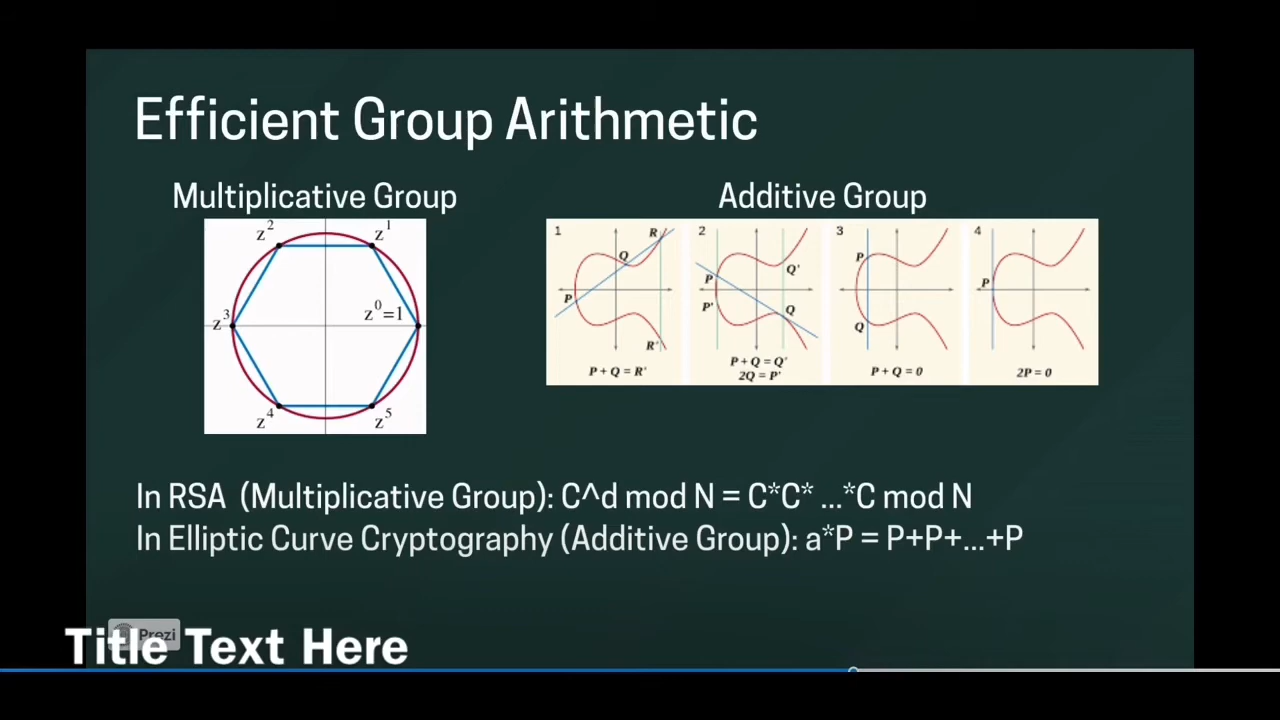 Efficient Group Arithmetic
Multiplicative Group
z^2
z^1
z^3
z^0=1
z^4
z^5
Additive Group
1
R
Q
P
R'
P + Q = R'
2
P
Q'
P'
Q
P + Q = Q'
2Q = P'
3
P
Q
P + Q = 0
4
P
2P = 0
In RSA (Multiplicative Group): C^d mod N = C*C* ...*C mod N
In Elliptic Curve Cryptography (Additive Group): a*P = P+P+...+P
Prezi
Title Text Here